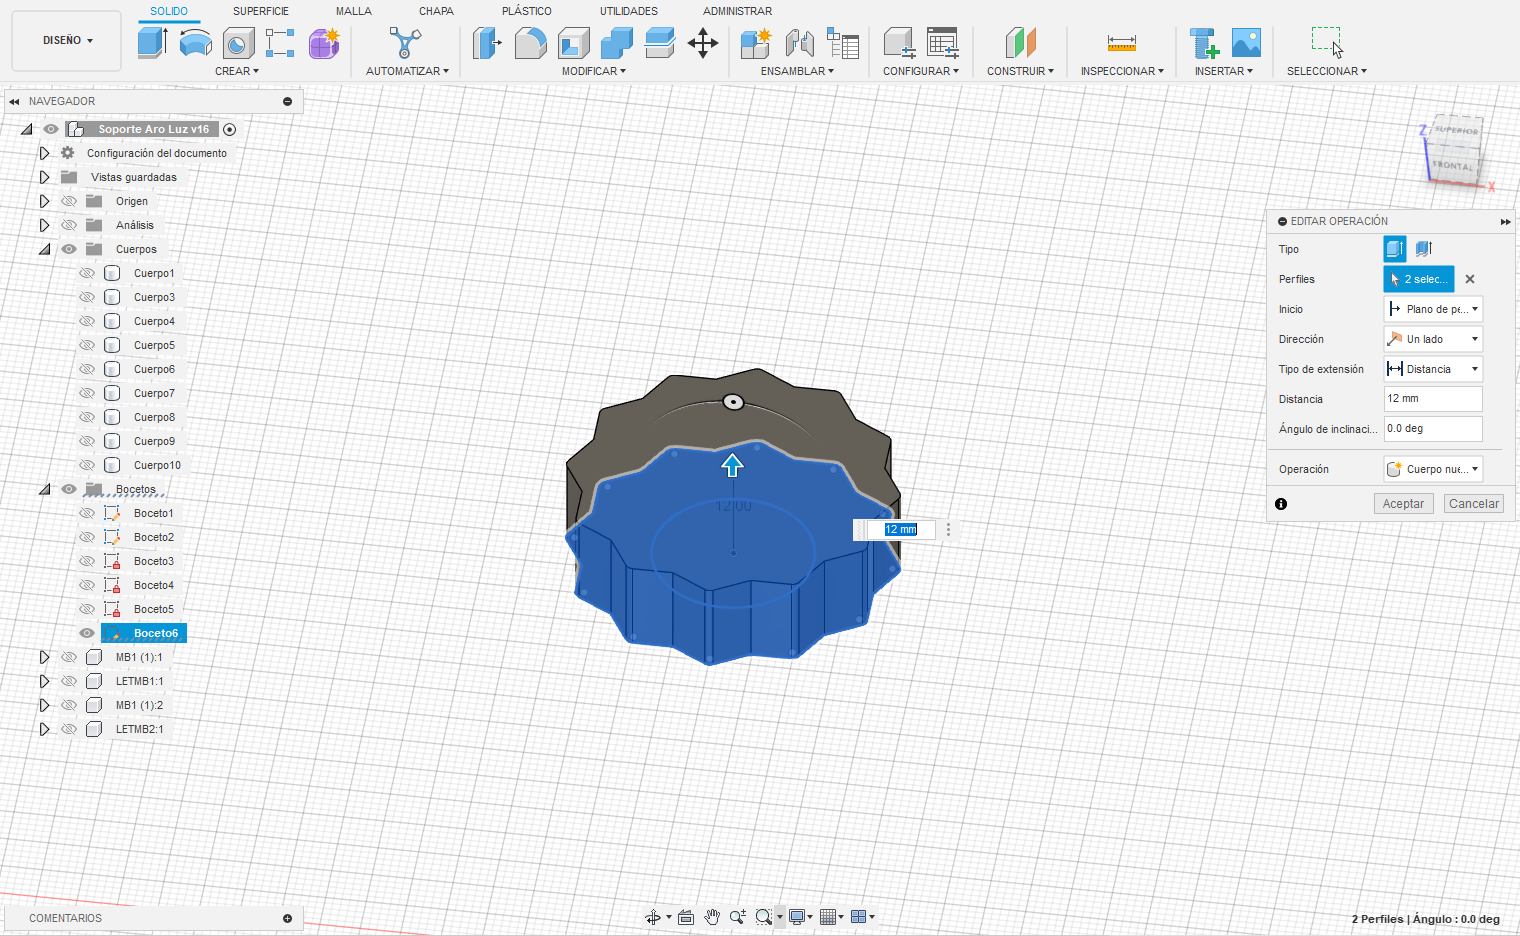 DISEÑO
SOLIDO SUPERFICIE MALLA CHAPA PLÁSTICO UTILIDADES ADMINISTRAR
CREAR AUTOMATIZAR MODIFICAR ENSAMBLAR CONFIGURAR CONSTRUIR INSPECCIONAR INSERTAR SELECCIONAR
NAVEGADOR
Soporte Aro Luz v16
Configuración del documento
Vistas guardadas
Origen
Análisis
Cuerpos
Cuerpo1
Cuerpo3
Cuerpo4
Cuerpo5
Cuerpo6
Cuerpo7
Cuerpo8
Cuerpo9
Cuerpo10
Bocetos
Boceto1
Boceto2
Boceto3
Boceto4
Boceto5
Boceto6
MB1 (1):1
LETMB1:1
MB1 (1):2
LETMB2:1
12.00
12 mm
Z
SUPERIOR
FRONTAL
X
EDITAR OPERACIÓN
Tipo
Perfiles 2 selec...
Inicio Plano de pe...
Dirección Un lado
Tipo de extensión Distancia
Distancia 12 mm
Ángulo de inclinaci... 0.0 deg
Operación Cuerpo nue...
Aceptar Cancelar
COMENTARIOS
2 Perfiles | Ángulo : 0.0 deg